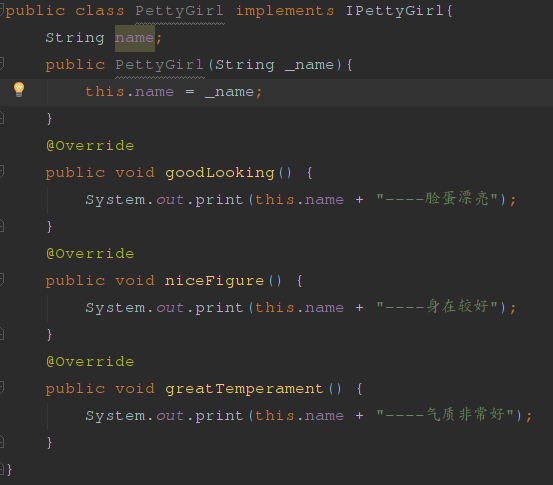 public class PettyGirl implements IPettyGirl{
String name;
public PettyGirl(String _name){
this.name = _name;
}
@Override
public void goodLooking() {
System.out.print(this.name + "----脸蛋漂亮");
}
@Override
public void niceFigure() {
System.out.print(this.name + "----身在较好");
}
@Override
public void greatTemperament() {
System.out.print(this.name + "----气质非常好");
}
}